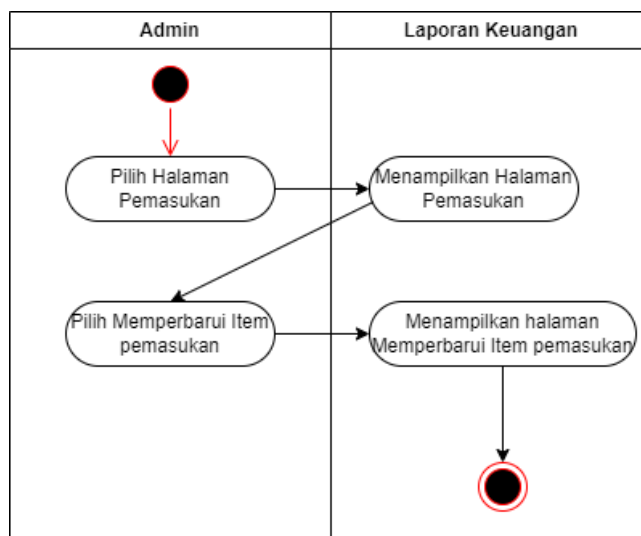 Admin
Laporan Keuangan
Pilih Halaman
Pemasukan
Menampilkan Halaman
Pemasukan
Pilih Memperbarui Item
pemasukan
Menampilkan halaman
Memperbarui Item pemasukan